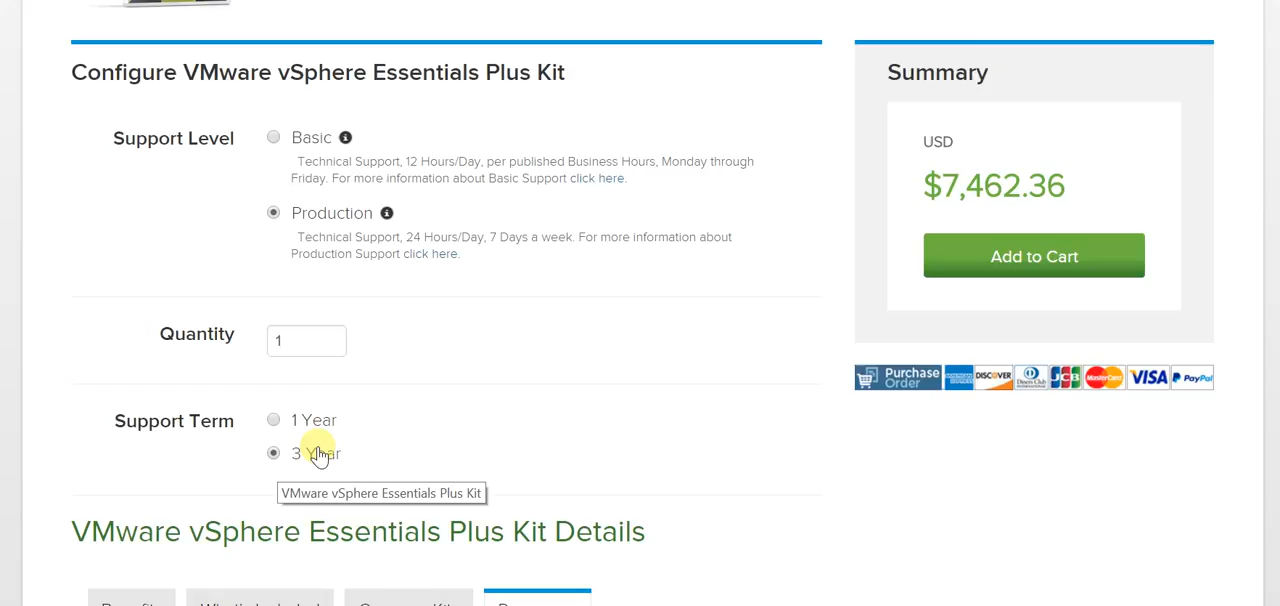 Configure VMware vSphere Essentials Plus Kit
Support Level
Basic
Technical Support, 12 Hours/Day, per published Business Hours, Monday through
Friday. For more information about Basic Support click here.
Production
Technical Support, 24 Hours/Day, 7 Days a week. For more information about
Production Support click here.
Quantity
1
Support Term
1 Year
3 Year
VMware vSphere Essentials Plus Kit
VMware vSphere Essentials Plus Kit Details
Summary
USD
$7,462.36
Add to Cart
Purchase Order
DISCOVER
JCB
MasterCard
VISA
PayPal